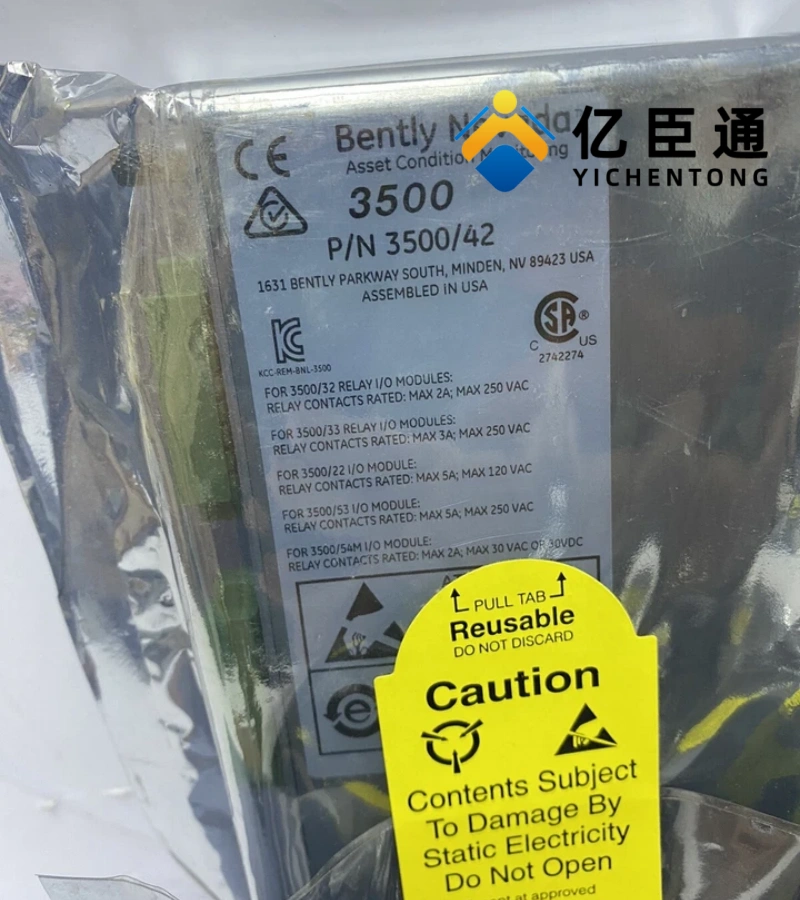 亿臣通
YICHENTONG
CE
Bently Nevada
Asset Condition Monitoring
3500
P/N 3500/42
1631 BENTLY PARKWAY SOUTH, MINDEN, NV 89423 USA
ASSEMBLED IN USA
KCC-REM-BNL-3500
SA ®
C US
2742274
FOR 3500/32 RELAY I/O MODULES:
RELAY CONTACTS RATED: MAX 2A; MAX 250 VAC
FOR 3500/33 RELAY I/O MODULES:
RELAY CONTACTS RATED: MAX 3A; MAX 250 VAC
FOR 3500/22 I/O MODULE:
RELAY CONTACTS RATED: MAX 5A; MAX 120 VAC
FOR 3500/53 I/O MODULE:
RELAY CONTACTS RATED: MAX 5A; MAX 250 VAC
FOR 3500/54M I/O MODULE:
RELAY CONTACTS RATED: MAX 2A; MAX 30 VAC OR 30VDC
PULL TAB
Reusable
DO NOT DISCARD
Caution
Contents Subject
To Damage By
Static Electricity
Do Not Open
at approved